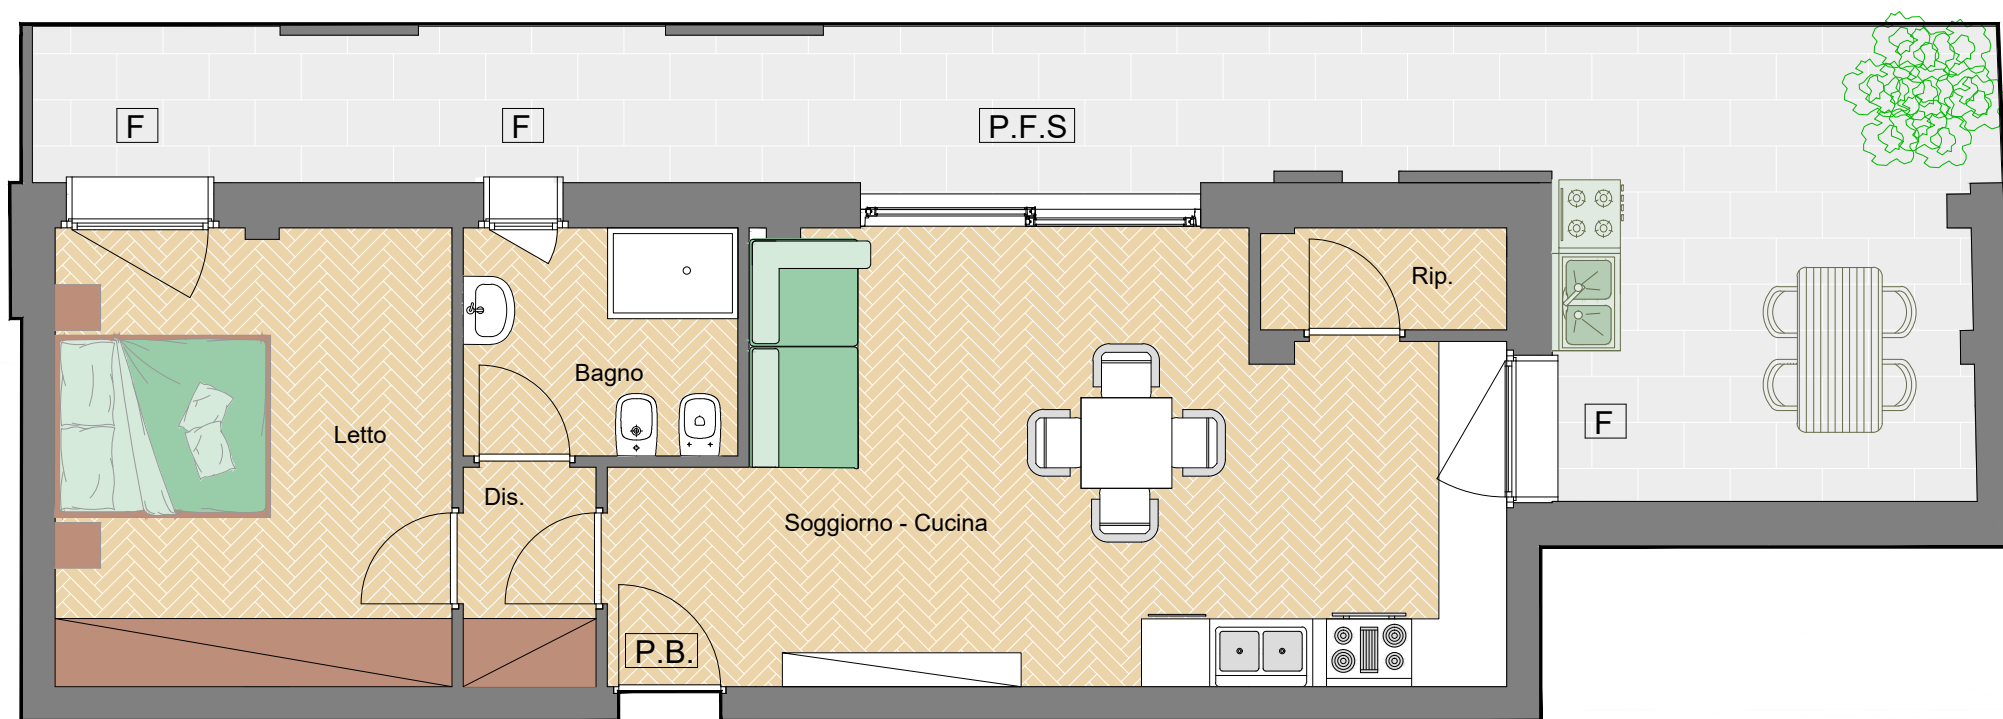 F
F
P.F.S
Rip.
Bagno
F
Letto
Dis.
Soggiorno - Cucina
P.B.